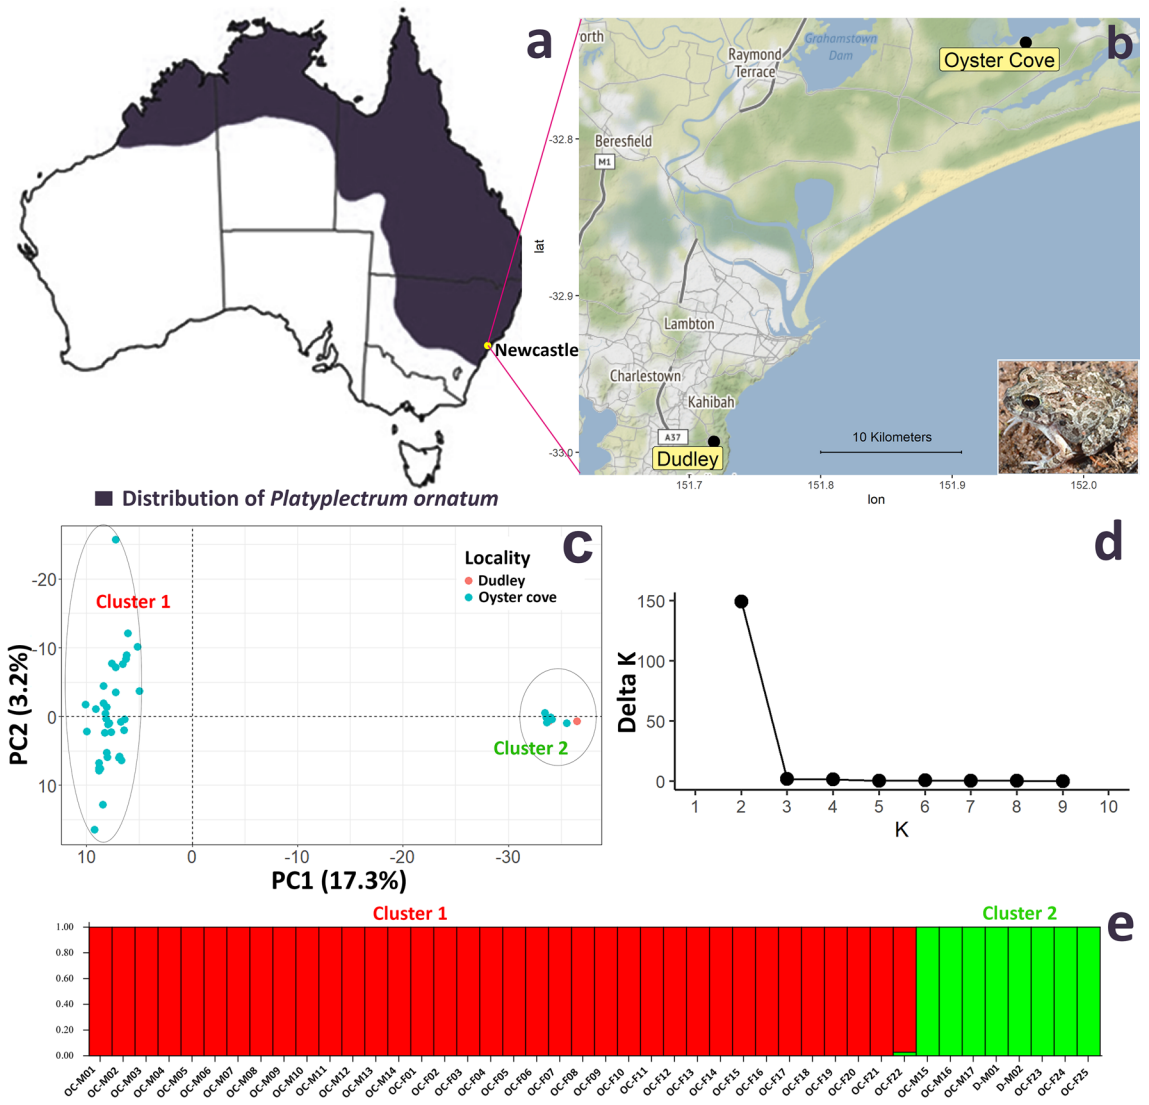 a
Newcastle
Distribution of Platyplectrum ornatum
b
orth
Raymond
Terrace
Grahamstown
Dam
Oyster Cove
Beresfield
M1
Lambton
Charlestown
Kahibah
A37
Dudley
10 Kilometers
lat
-32.8
-32.9
-33.0
151.7
151.8
151.9
152.0
lon
c
Locality
Dudley
Oyster cove
Cluster 1
Cluster 2
PC2 (3.2%)
-20
-10
0
10
10
0
-10
-20
-30
PC1 (17.3%)
d
Delta K
150
100
50
0
1
2
3
4
5
6
7
8
9
10
K
Cluster 1
Cluster 2
e
1.00
0.80
0.60
0.40
0.20
0.00
OC-M01
OC-M02
OC-M03
OC-M04
OC-M05
OC-M06
OC-M07
OC-M08
OC-M09
OC-M10
OC-M11
OC-M12
OC-M13
OC-M14
OC-F01
OC-F02
OC-F03
OC-F04
OC-F05
OC-F06
OC-F07
OC-F08
OC-F09
OC-F10
OC-F11
OC-F12
OC-F13
OC-F14
OC-F15
OC-F16
OC-F17
OC-F18
OC-F19
OC-F20
OC-F21
OC-F22
OC-M15
OC-M16
OC-M17
D-M01
D-M02
OC-F23
OC-F24
OC-F25